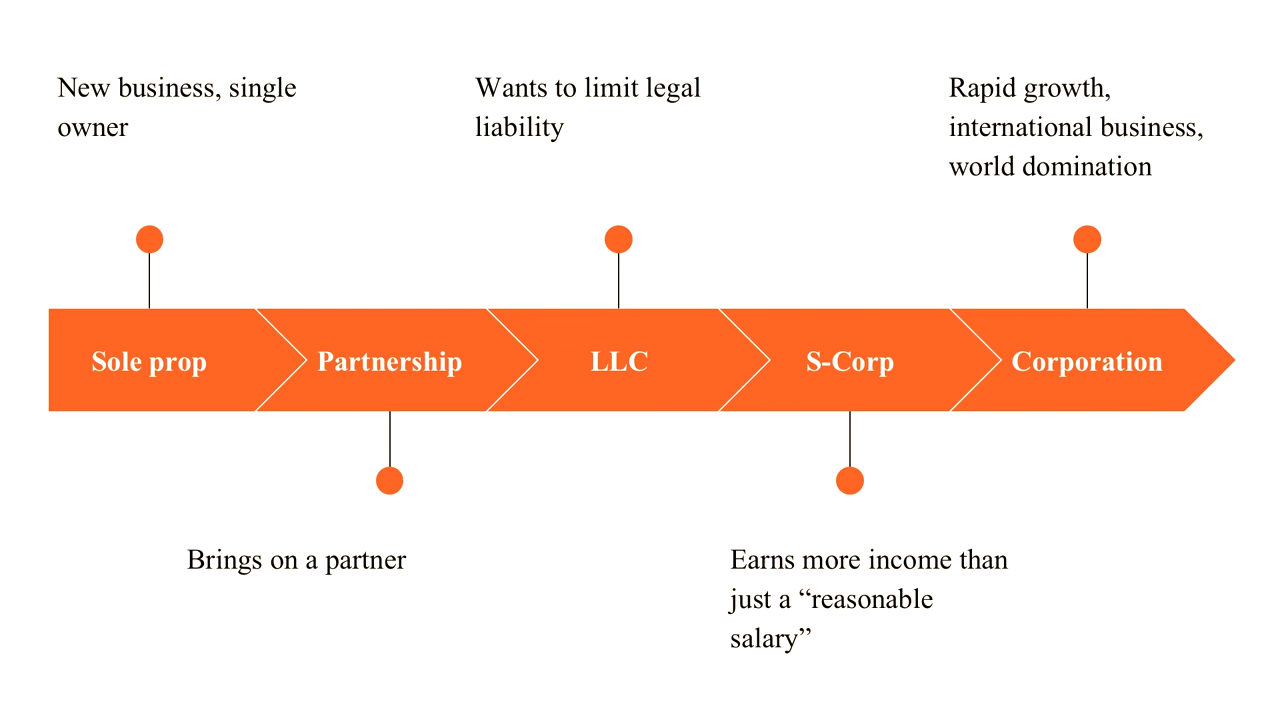 New business, single
owner
Wants to limit legal
liability
Rapid growth,
international business,
world domination
Sole prop
Partnership
LLC
S-Corp
Corporation
Brings on a partner
Earns more income than
just a “reasonable
salary”